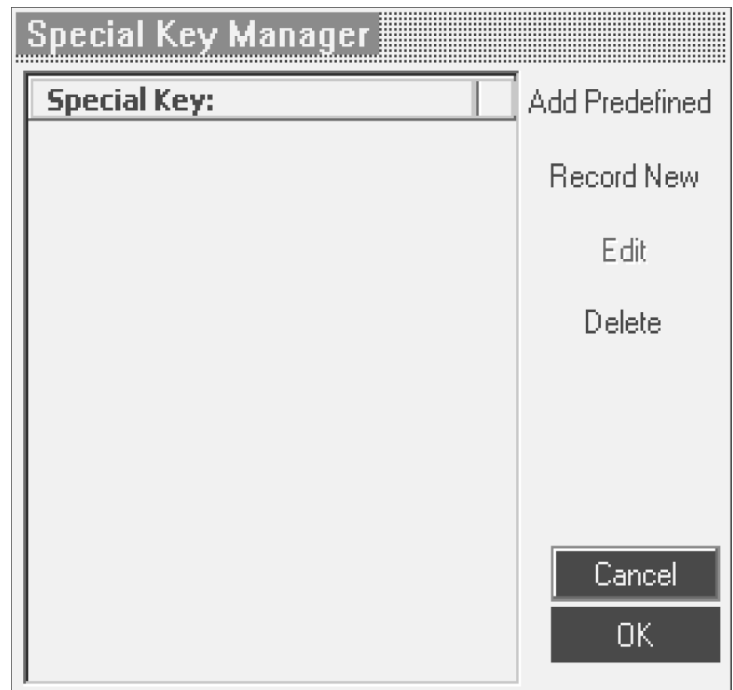 Special Key Manager
Special Key:
Add Predefined
Record New
Edit
Delete
Cancel
OK